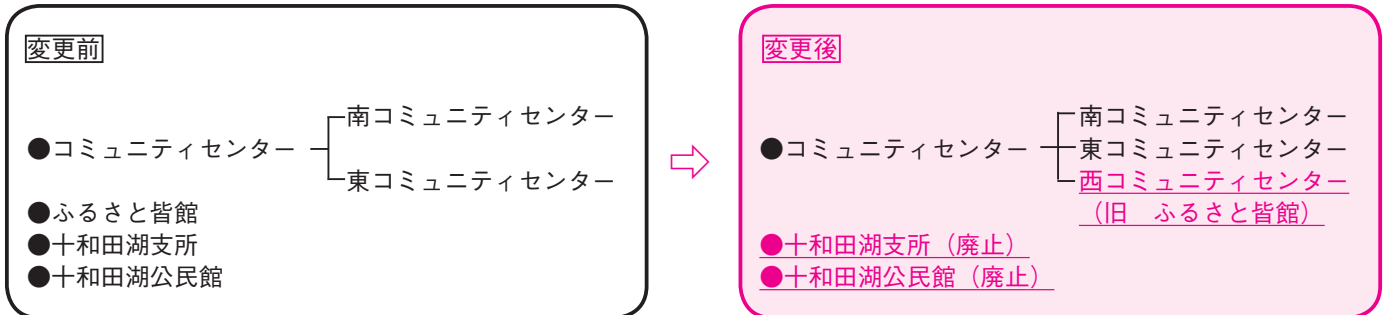 変更前
南コミュニティセンター
●コミュニティセンター
東コミュニティセンター
●ふるさと皆館
●十和田湖支所
●十和田湖公民館
⇨
変更後
南コミュニティセンター
●コミュニティセンター
東コミュニティセンター
西コミュニティセンター
（旧　ふるさと皆館）
●十和田湖支所（廃止）
●十和田湖公民館（廃止）